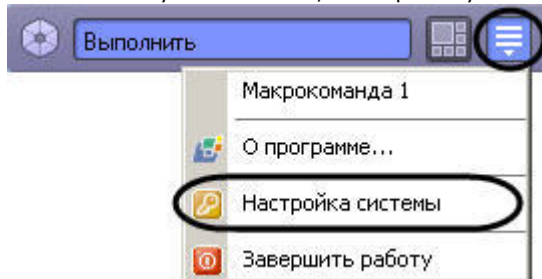 Выполнить
Макрокоманда 1
О программе...
Настройка системы
Завершить работу